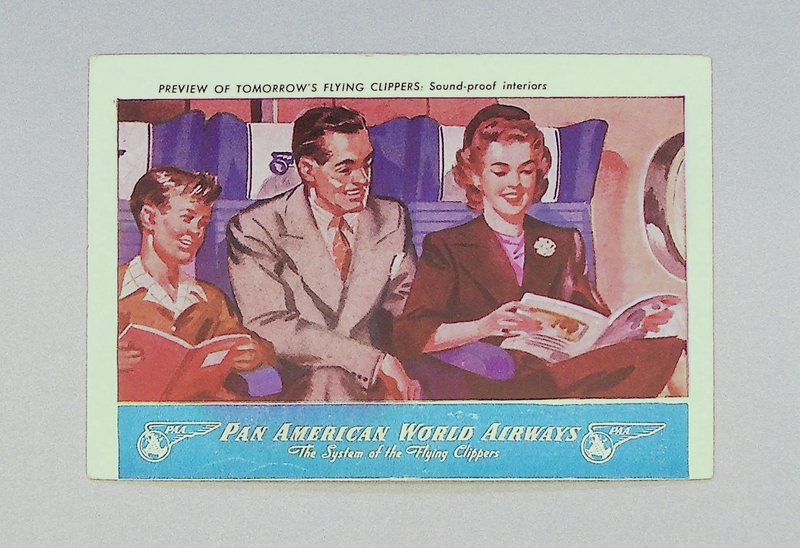 PREVIEW OF TOMORROW'S FLYING CLIPPERS: Sound-proof interiors
PAA PAN AMERICAN WORLD AIRWAYS PAA
The System of the Flying Clippers